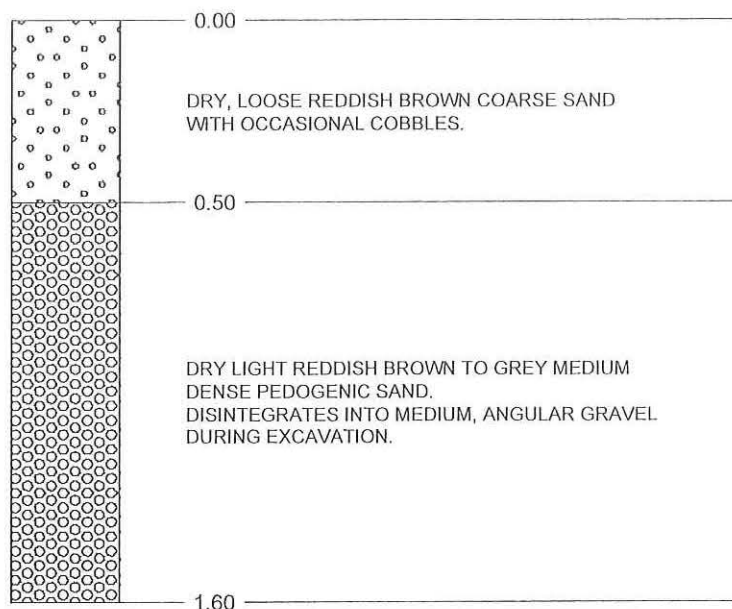 0.00
DRY, LOOSE REDDISH BROWN COARSE SAND
WITH OCCASIONAL COBBLES.
0.50
DRY LIGHT REDDISH BROWN TO GREY MEDIUM
DENSE PEDOGENIC SAND.
DISINTEGRATES INTO MEDIUM, ANGULAR GRAVEL
DURING EXCAVATION.
1.60